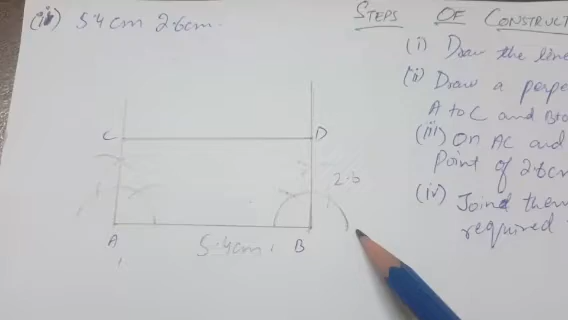 (ii) 5.4cm 2.6cm.
STEPS OF CONSTRUCT
(i) Draw the line
(ii) Draw a perpe
A to C and B to
(iii) On AC and
point of 2.6cm
(iv) Joined them
required
C D
2.6
A 5.4cm, B